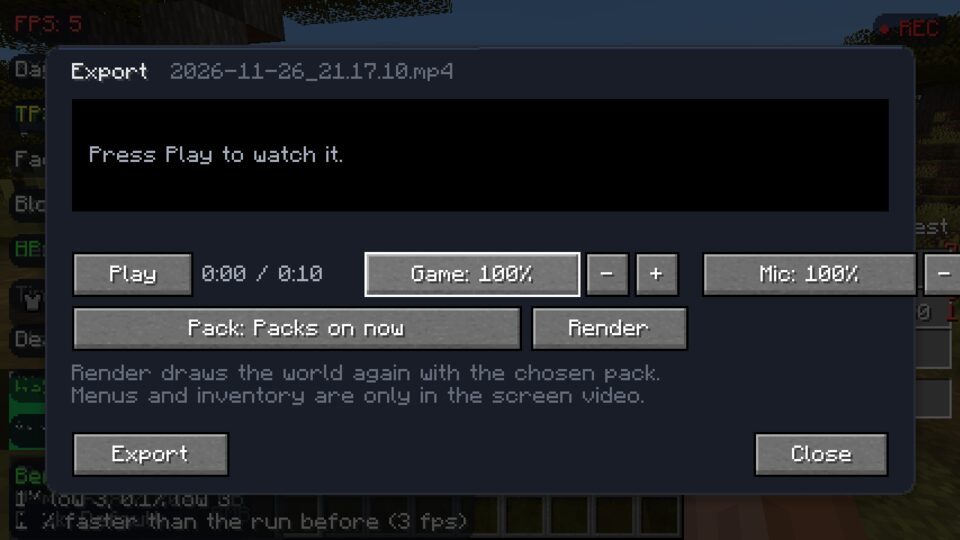 FPS: 5
REC
Export 2026-11-26_21.17.10.mp4
Press Play to watch it.
Play 0:00 / 0:10 Game: 100% - + Mic: 100% -
Pack: Packs on now Render
Render draws the world again with the chosen pack.
Menus and inventory are only in the screen video.
Export Close
% faster than the run before (3 fps)